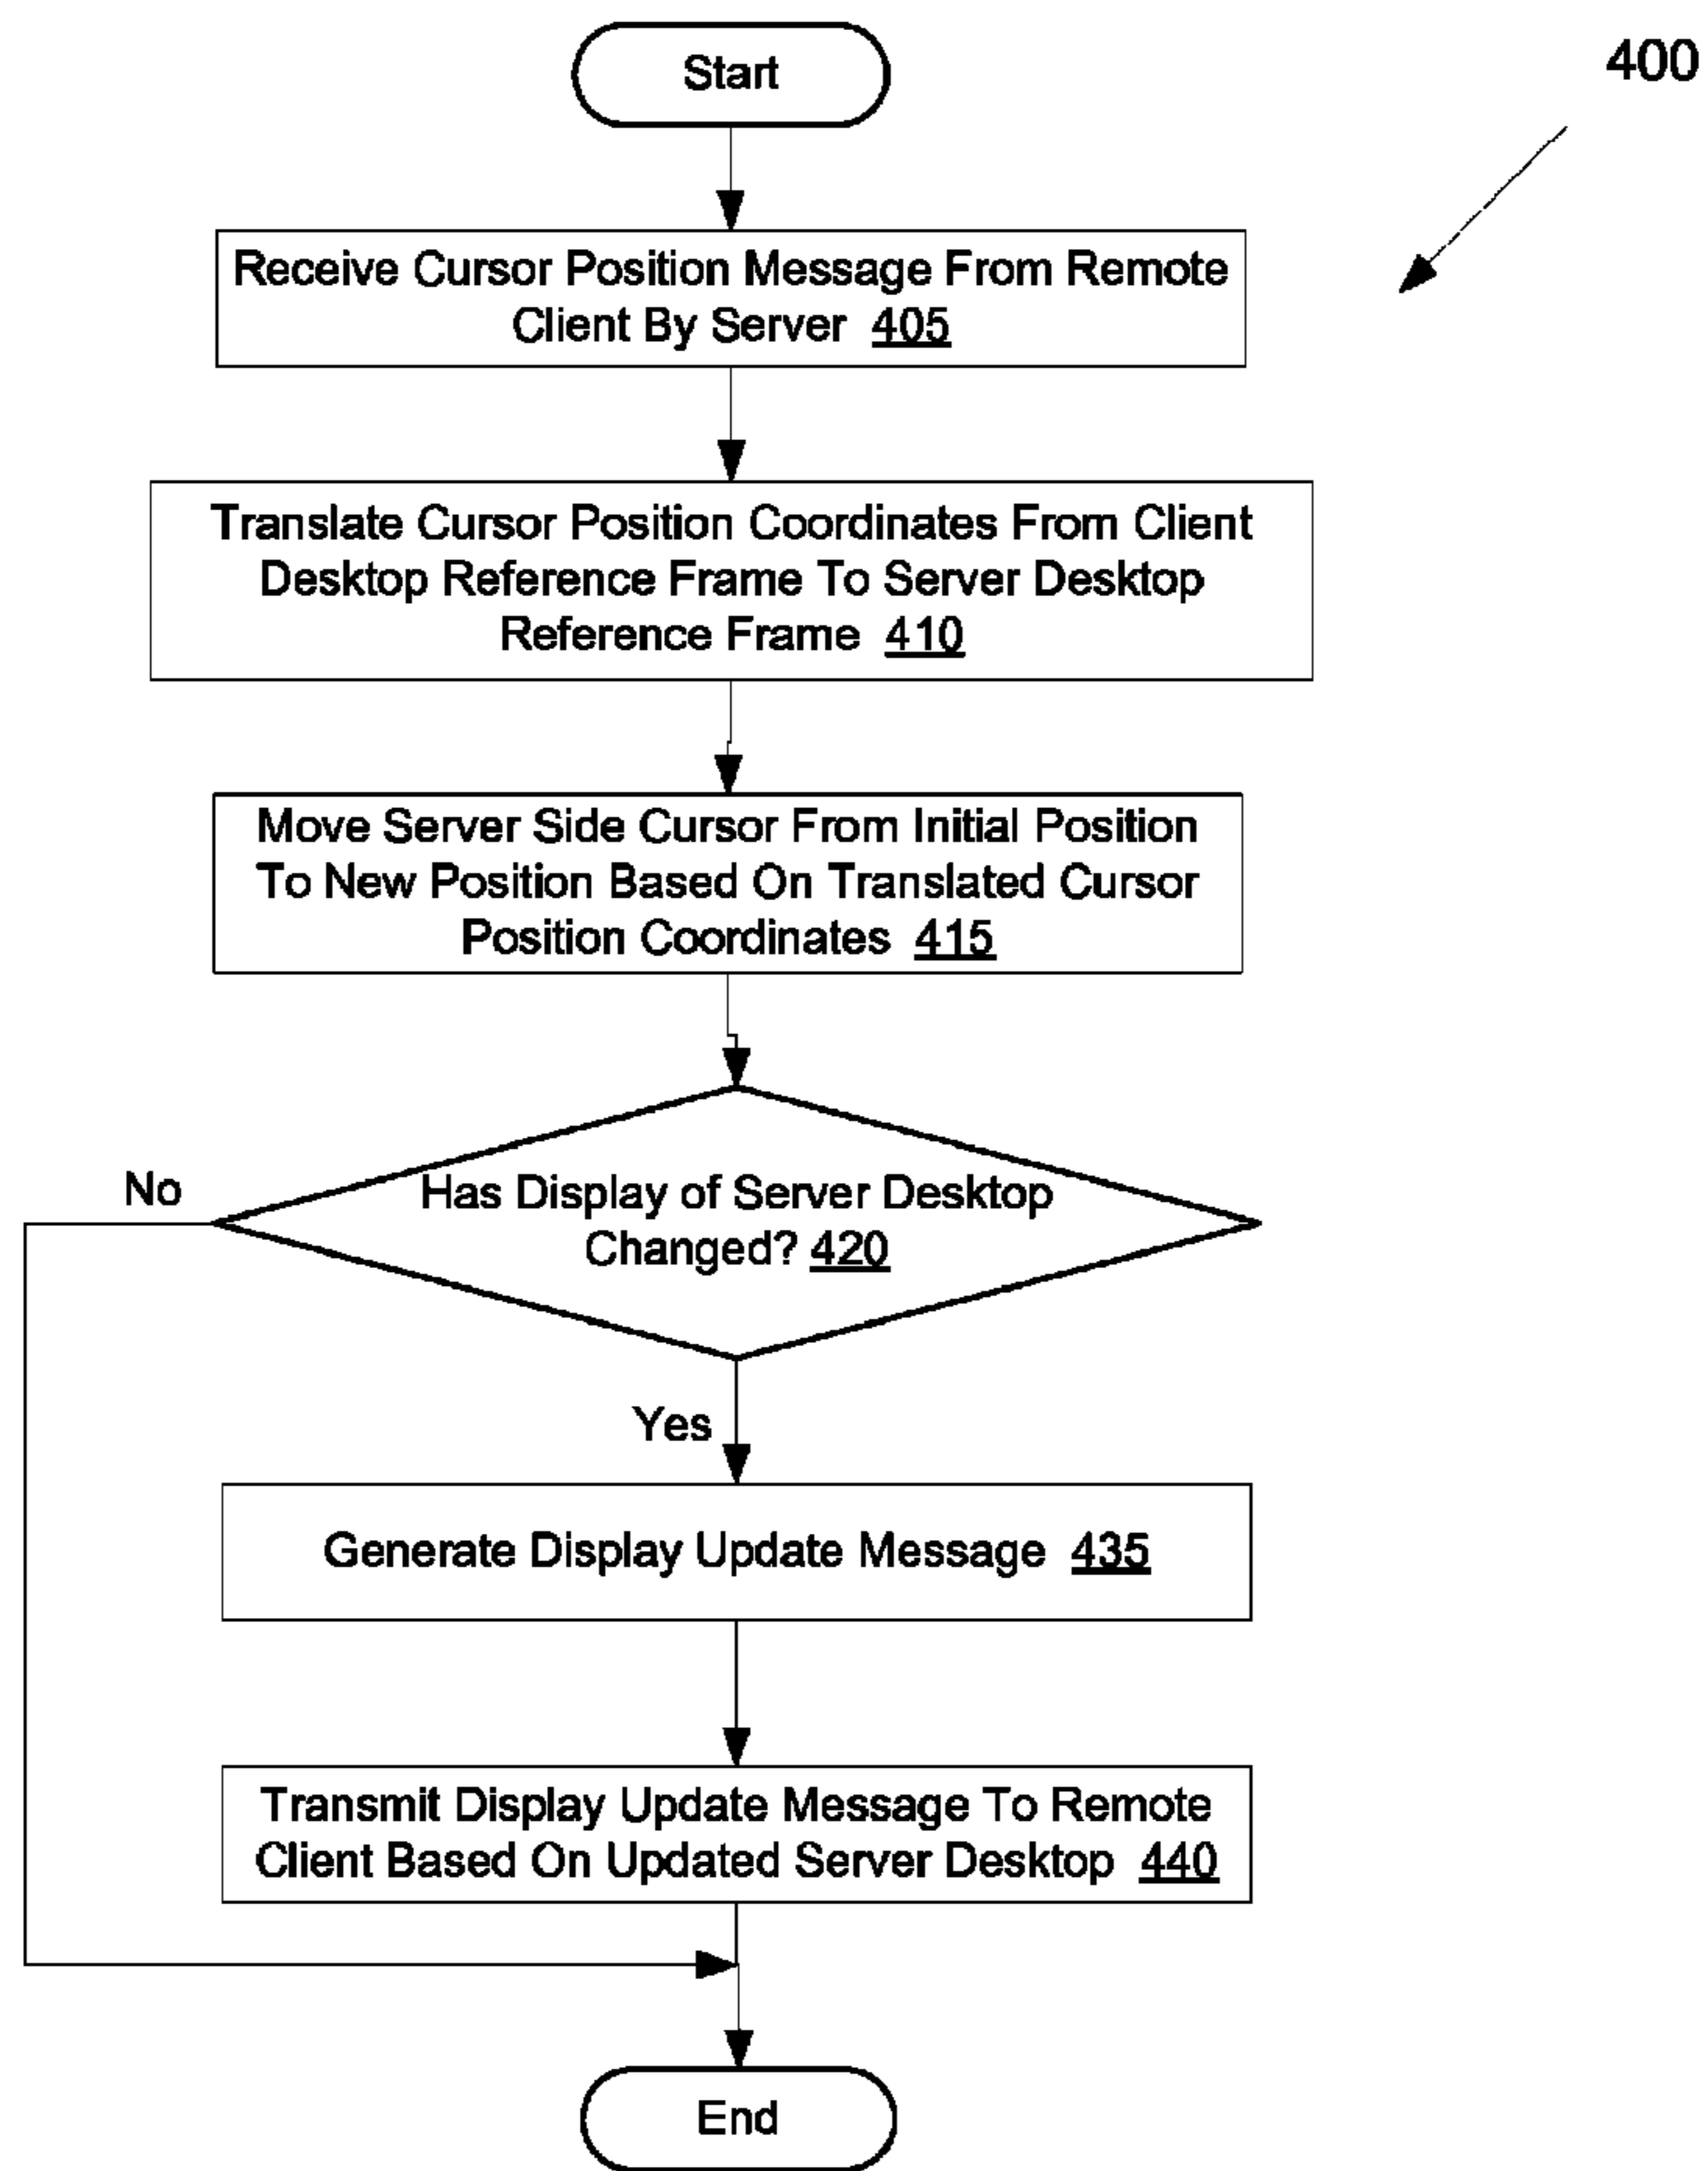 Start
400
Receive Cursor Position Message From Remote
Client By Server 405
Translate Cursor Position Coordinates From Client
Desktop Reference Frame To Server Desktop
Reference Frame 410
Move Server Side Cursor From Initial Position
To New Position Based On Translated Cursor
Position Coordinates 415
No
Has Display of Server Desktop
Changed? 420
Yes
Generate Display Update Message 435
Transmit Display Update Message To Remote
Client Based On Updated Server Desktop 440
End